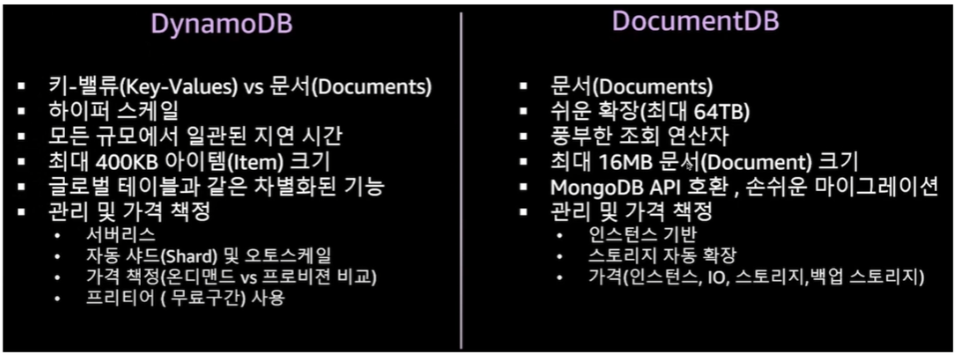 DynamoDB
▪ 키-밸류(Key-Values) vs 문서(Documents)
▪ 하이퍼 스케일
▪ 모든 규모에서 일관된 지연 시간
▪ 최대 400KB 아이템(Item) 크기
▪ 글로벌 테이블과 같은 차별화된 기능
▪ 관리 및 가격 책정
• 서버리스
• 자동 샤드(Shard) 및 오토스케일
• 가격 책정(온디맨드 vs 프로비젼 비교)
• 프리티어 ( 무료구간) 사용
DocumentDB
▪ 문서(Documents)
▪ 쉬운 확장(최대 64TB)
▪ 풍부한 조회 연산자
▪ 최대 16MB 문서(Document) 크기
▪ MongoDB API 호환 , 손쉬운 마이그레이션
▪ 관리 및 가격 책정
• 인스턴스 기반
• 스토리지 자동 확장
• 가격(인스턴스, IO, 스토리지,백업 스토리지)